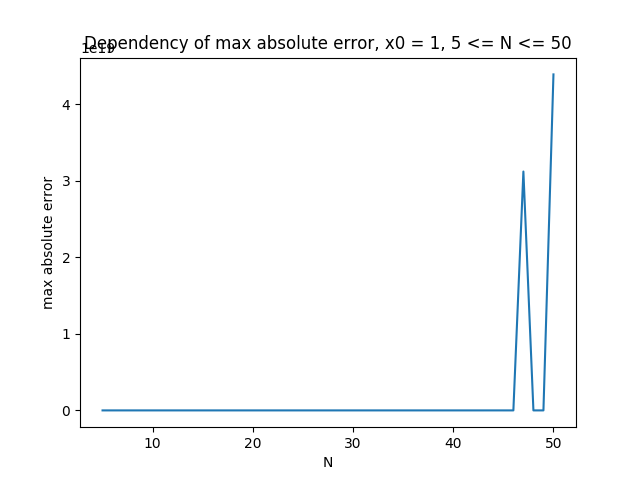 Dependency of max absolute error, x0 = 1, 5 <= N <= 50
1e19
4
3
2
1
0
max absolute error
10 20 30 40 50
N